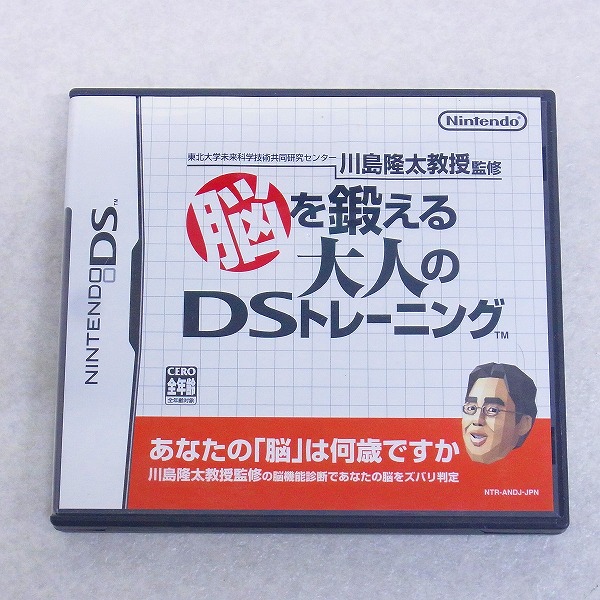 Nintendo
東北大学未来科学技術共同研究センター 川島隆太教授監修
脳を鍛える
大人の
DSトレーニング™
NINTENDO DS™
CERO
全年齢
全年齢対象
あなたの「脳」は何歳ですか
川島隆太教授監修の脳機能診断であなたの脳をズバリ判定
NTR-ANDJ-JPN